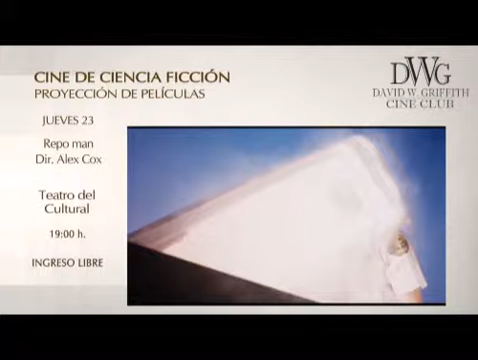 CINE DE CIENCIA FICCIÓN
PROYECCIÓN DE PELÍCULAS
DWG
DAVID W. GRIFFITH
CINE CLUB
JUEVES 23
Repo man
Dir. Alex Cox
Teatro del
Cultural
19:00 h.
INGRESO LIBRE